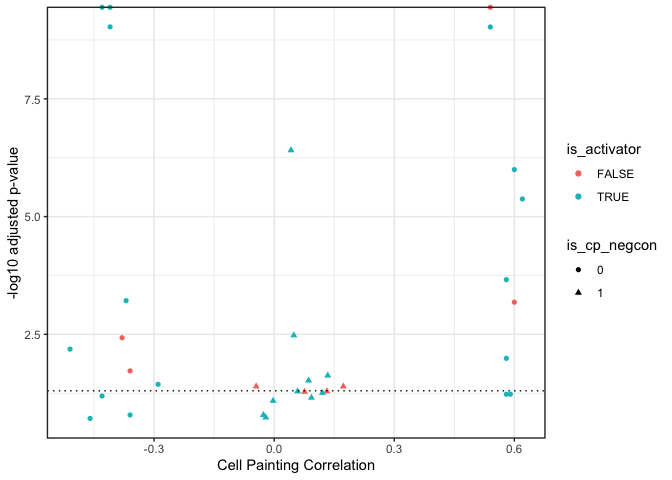 7.5
5.0
2.5
-log10 adjusted p-value
-0.3
0.0
0.3
0.6
Cell Painting Correlation
is_activator
FALSE
TRUE
is_cp_negcon
0
1